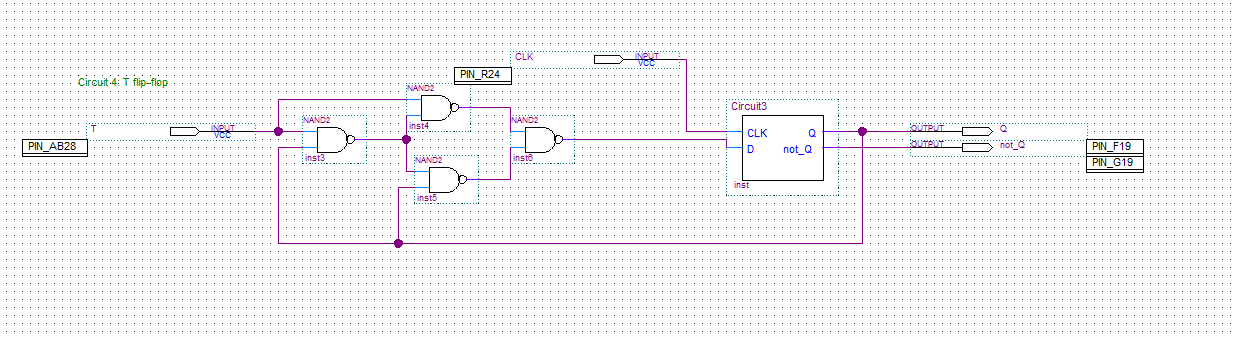 CLK
INPUT
VCC
PIN_R24
Circuit 4: T flip-flop
NAND2
inst4
T
INPUT
VCC
PIN_AB28
NAND2
inst3
NAND2
inst6
NAND2
inst5
Circuit3
CLK
Q
D
not_Q
inst
OUTPUT
Q
OUTPUT
not_Q
PIN_F19
PIN_G19